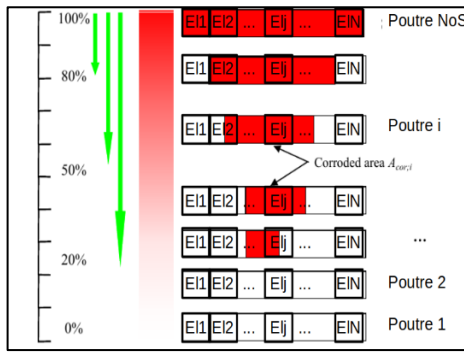 100%
El1 El2 ... Elj ... ElN
; Poutre NoS
80%
El1 El2 ... Elj ... ElN
El1 El2 ... Elj ... ElN
Poutre i
50%
Corroded area A_cor;i
El1 El2 ... Elj ... ElN
20%
El1 El2 ... Elj ... ElN
...
El1 El2 ... Elj ... ElN
Poutre 2
0%
El1 El2 ... Elj ... ElN
Poutre 1